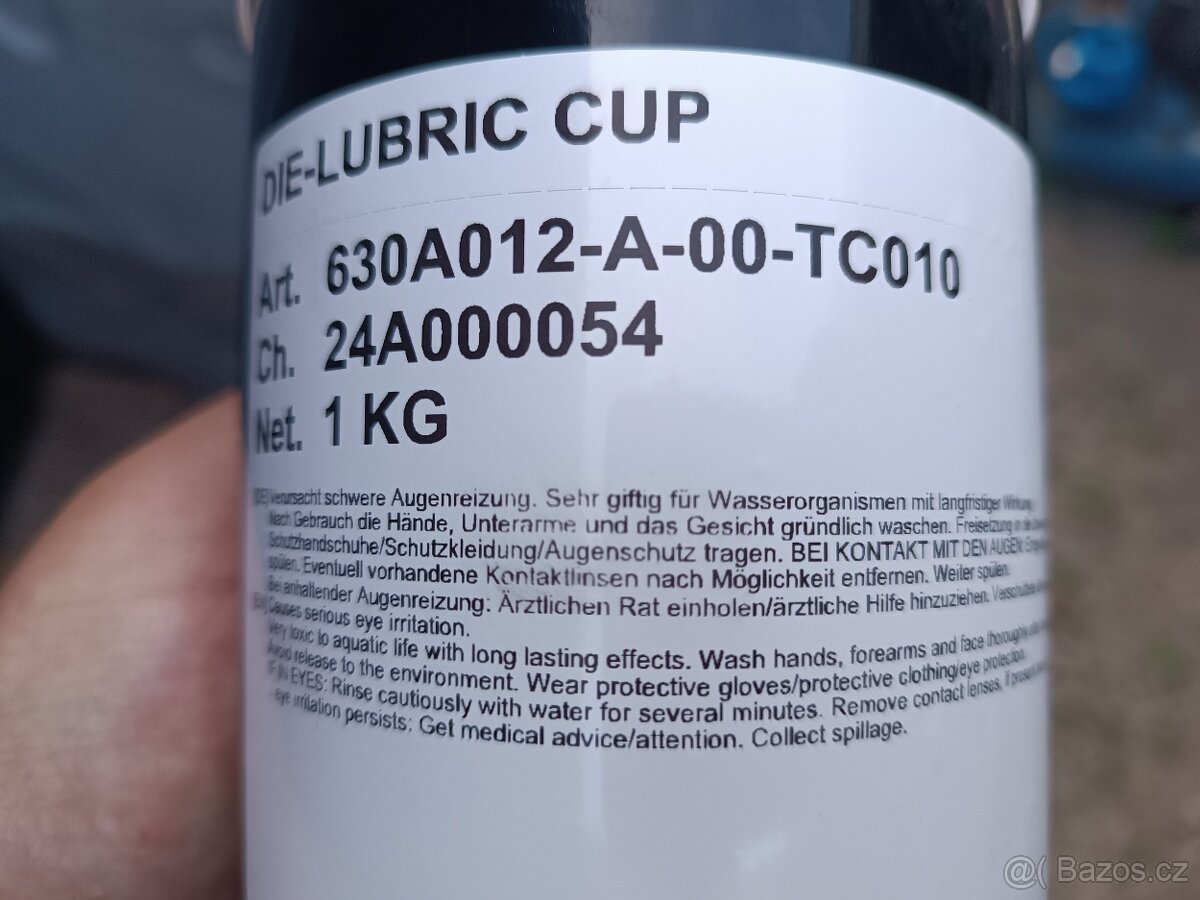 DIE-LUBRIC CUP
Art. 630A012-A-00-TC010
Ch. 24A000054
Net. 1 KG
Verursacht schwere Augenreizung. Sehr giftig für Wasserorganismen mit langfristiger Wirkung
Nach Gebrauch die Hände, Unterarme und das Gesicht gründlich waschen. Freisetzung in die
Schutzhandschuhe/Schutzkleidung/Augenschutz tragen. BEI KONTAKT MIT DEN AUGEN:
spülen. Eventuell vorhandene Kontaktlinsen nach Möglichkeit entfernen. Weiter spülen.
Bei anhaltender Augenreizung: Ärztlichen Rat einholen/ärztliche Hilfe hinzuziehen.
Causes serious eye irritation.
Very toxic to aquatic life with long lasting effects. Wash hands, forearms and face thoroughly
Avoid release to the environment. Wear protective gloves/protective clothing/eye protection.
IF IN EYES: Rinse cautiously with water for several minutes. Remove contact lenses, if present
eye irritation persists: Get medical advice/attention. Collect spillage.
@( Bazos.cz